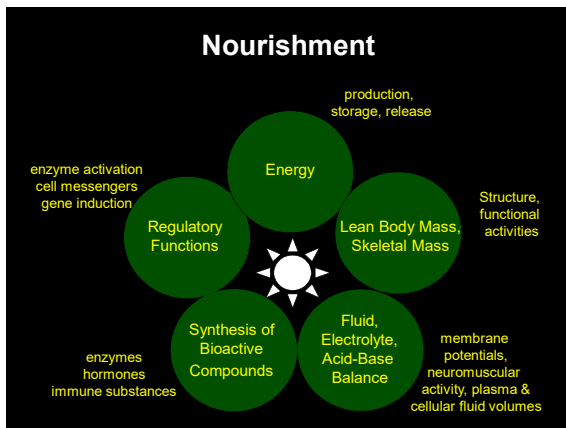 Nourishment
production,
storage, release
Energy
enzyme activation
cell messengers
gene induction
Regulatory
Functions
Lean Body Mass,
Skeletal Mass
Structure,
functional
activities
Synthesis of
Bioactive
Compounds
enzymes
hormones
immune substances
Fluid,
Electrolyte,
Acid-Base
Balance
membrane
potentials,
neuromuscular
activity, plasma &
cellular fluid volumes